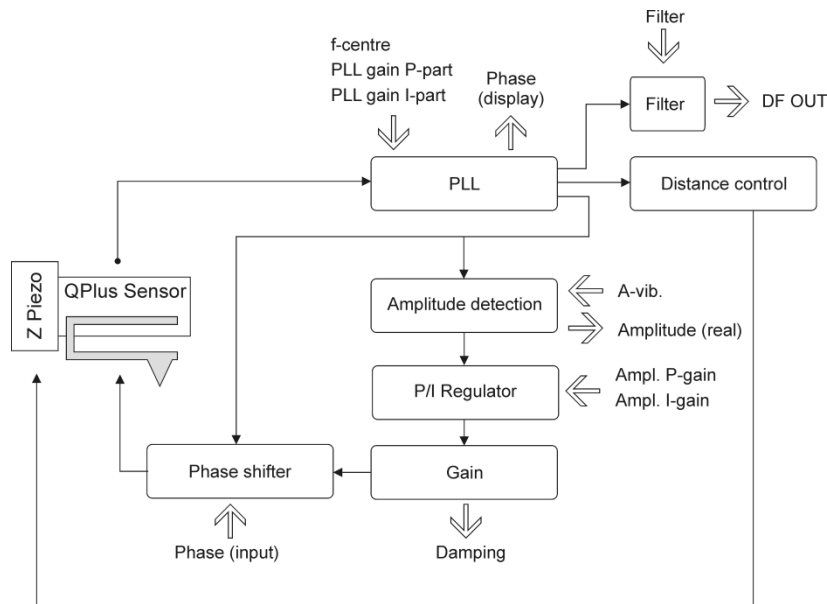 Filter
f-centre
PLL gain P-part
PLL gain I-part
Phase
(display)
Filter
DF OUT
PLL
Distance control
Z Piezo
QPlus Sensor
Amplitude detection
A-vib.
Amplitude (real)
P/I Regulator
Ampl. P-gain
Ampl. I-gain
Phase shifter
Gain
Phase (input)
Damping